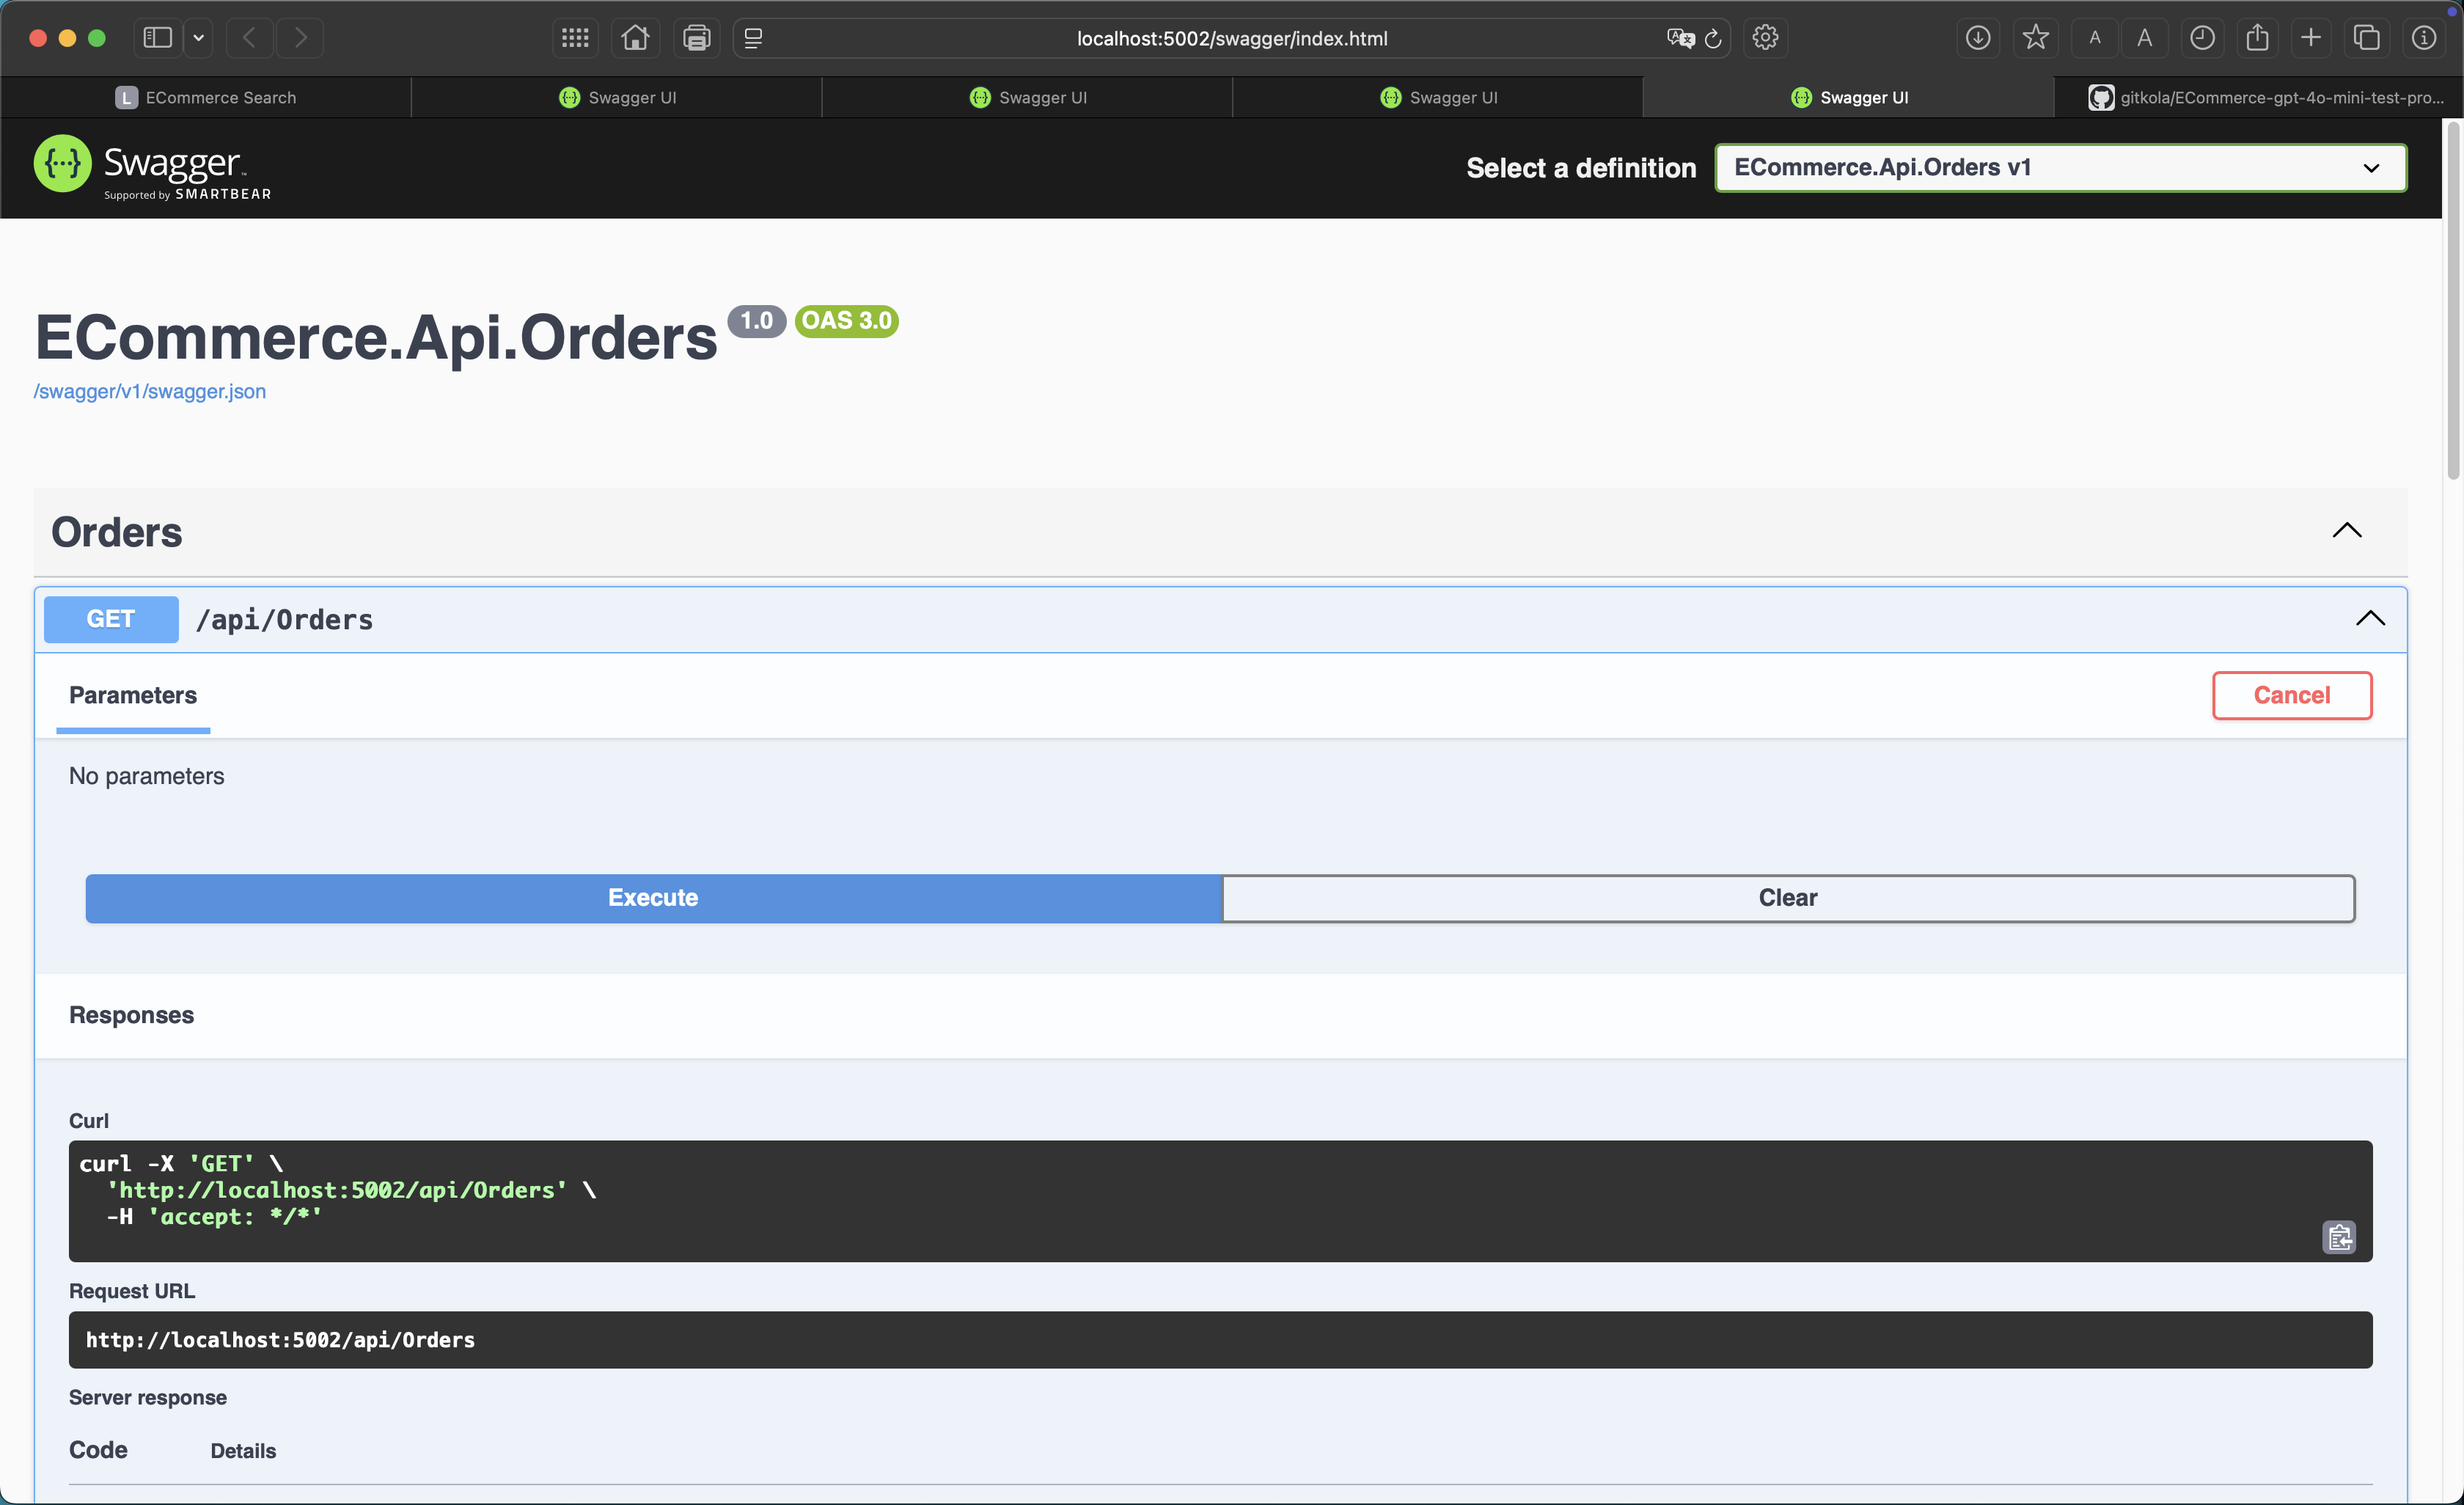 localhost:5002/swagger/index.html
A
A
L ECommerce Search
Swagger UI
Swagger UI
Swagger UI
Swagger UI
gitkola/ECommerce-gpt-4o-mini-test-pro...
{···} Swagger™
Supported by SMARTBEAR
Select a definition
ECommerce.Api.Orders v1
ECommerce.Api.Orders 1.0 OAS 3.0
/swagger/v1/swagger.json
Orders
GET /api/Orders
Parameters
Cancel
No parameters
Execute
Clear
Responses
Curl
curl -X 'GET' \
'http://localhost:5002/api/Orders' \
-H 'accept: */*'
Request URL
http://localhost:5002/api/Orders
Server response
Code Details